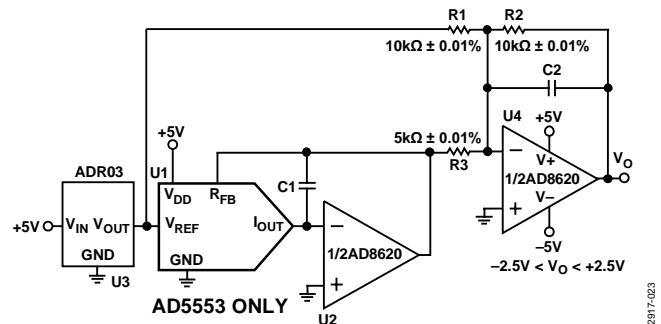 R1 R2
10kΩ ± 0.01% 10kΩ ± 0.01%
C2
U4
+5V
+5V
5kΩ ± 0.01%
V+
VO
ADR03
U1
R3
–
VDD
RFB
C1
1/2AD8620
+5V
VIN VOUT
VREF
IOUT
–
+
V–
GND
GND
1/2AD8620
–5V
U3
+
–2.5V < VO < +2.5V
AD5553 ONLY
U2
2917-023